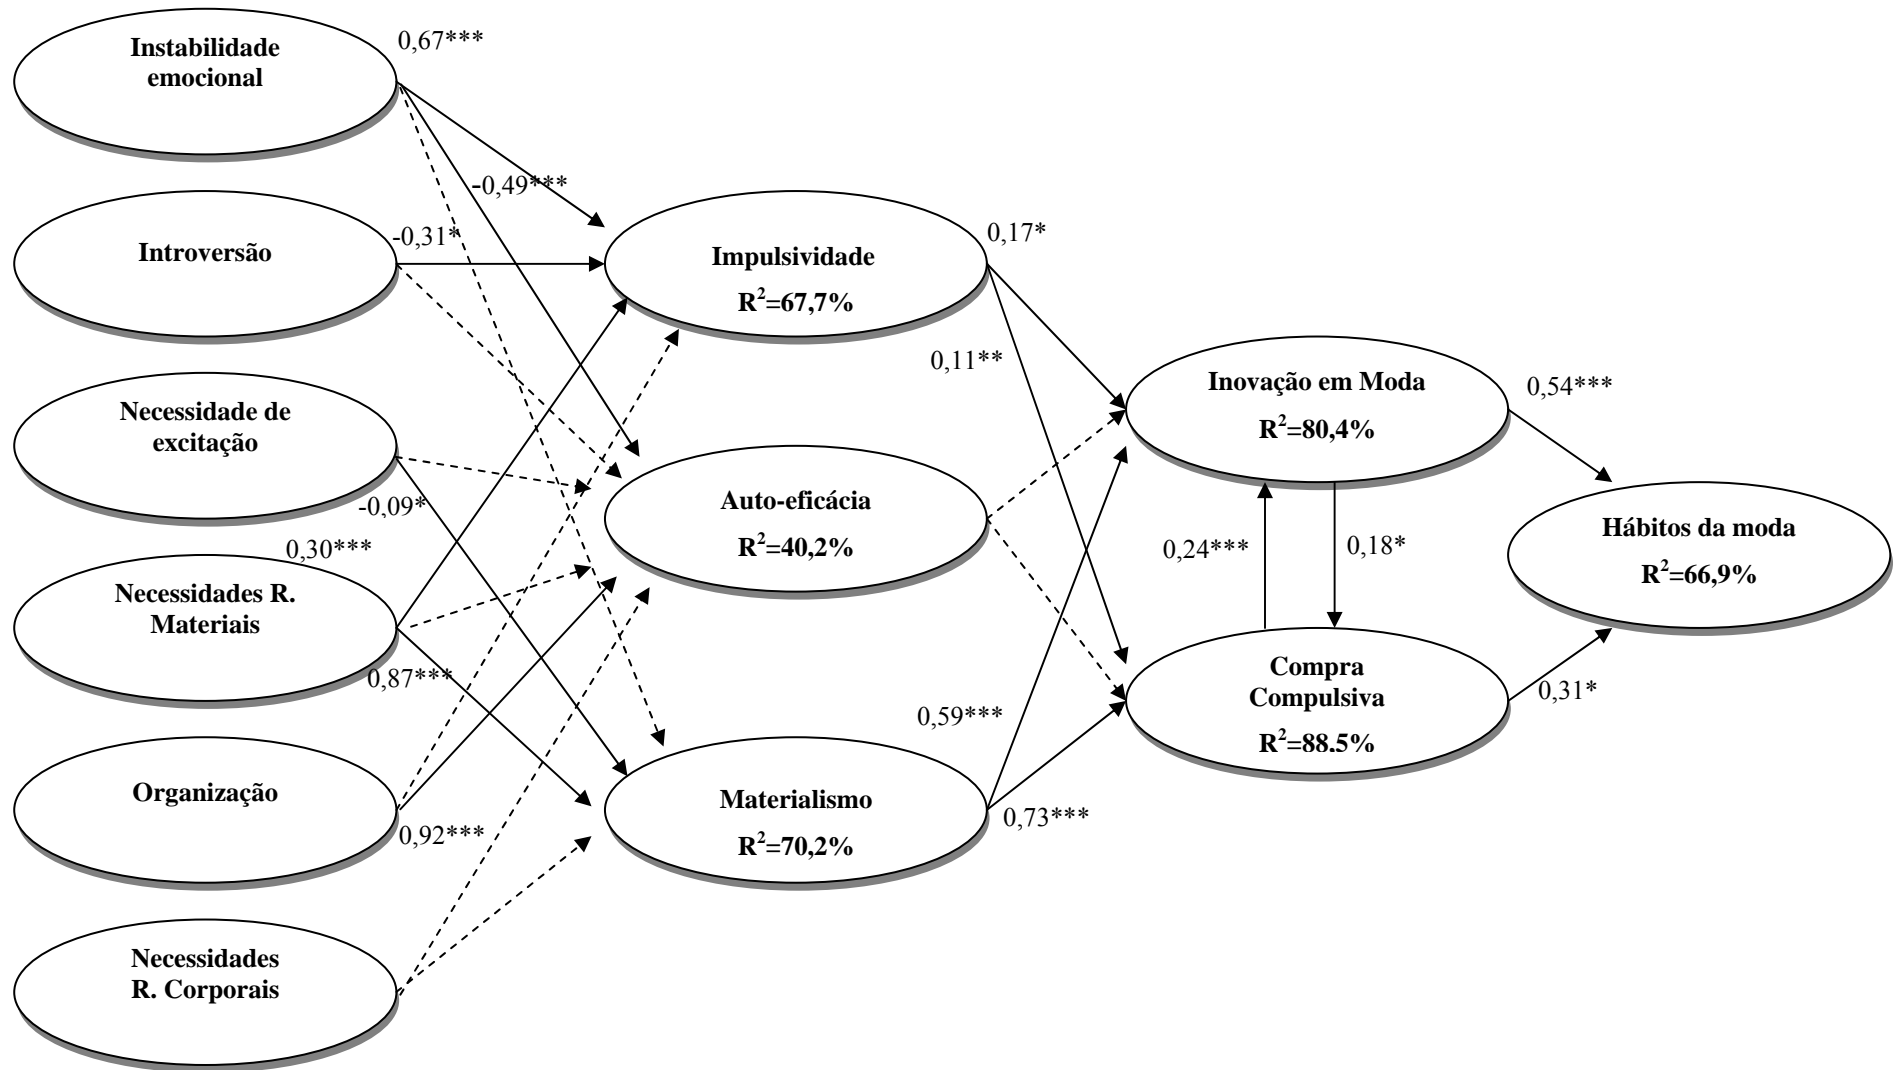 Instabilidade
emocional
0,67***
-0,49***
Introversão
-0,31*
Impulsividade
R²=67,7%
0,17*
0,11**
Necessidade de
excitação
-0,09*
Auto-eficácia
R²=40,2%
Inovação em Moda
R²=80,4%
0,54***
0,24***
0,18*
Hábitos da moda
R²=66,9%
0,30***
Necessidades R.
Materiais
0,87***
Compra
Compulsiva
R²=88,5%
0,31*
0,59***
0,73***
Organização
0,92***
Materialismo
R²=70,2%
Necessidades
R. Corporais